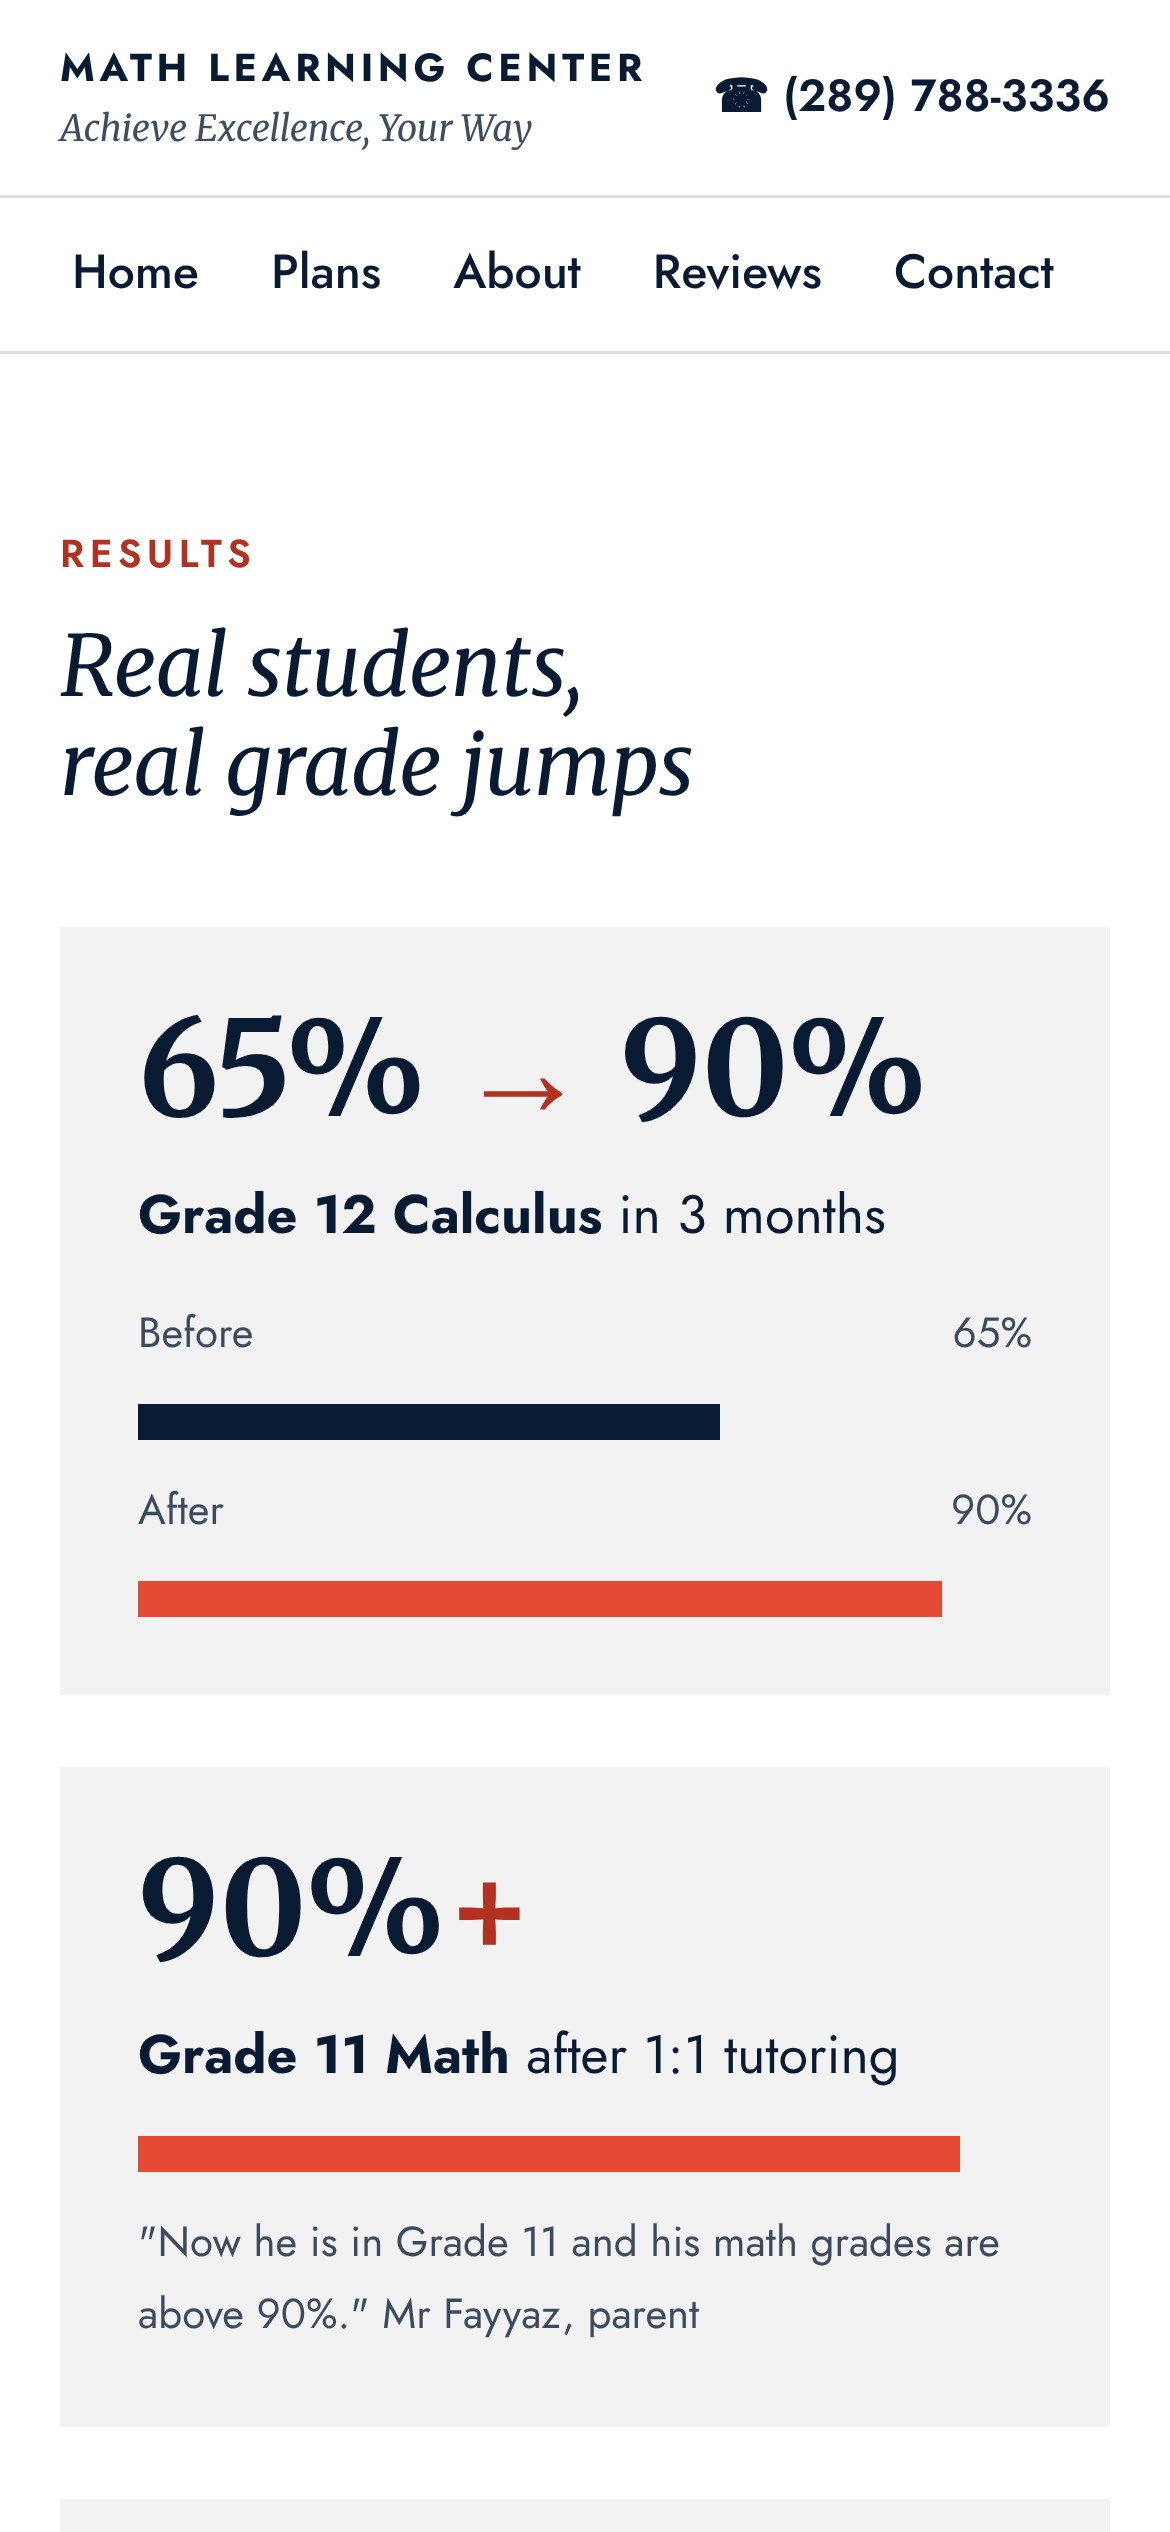 MATH LEARNING CENTER
Achieve Excellence, Your Way
☎ (289) 788-3336
Home Plans About Reviews Contact
RESULTS
Real students,
real grade jumps
65% → 90%
Grade 12 Calculus in 3 months
Before 65%
After 90%
90%+
Grade 11 Math after 1:1 tutoring
"Now he is in Grade 11 and his math grades are
above 90%." Mr Fayyaz, parent